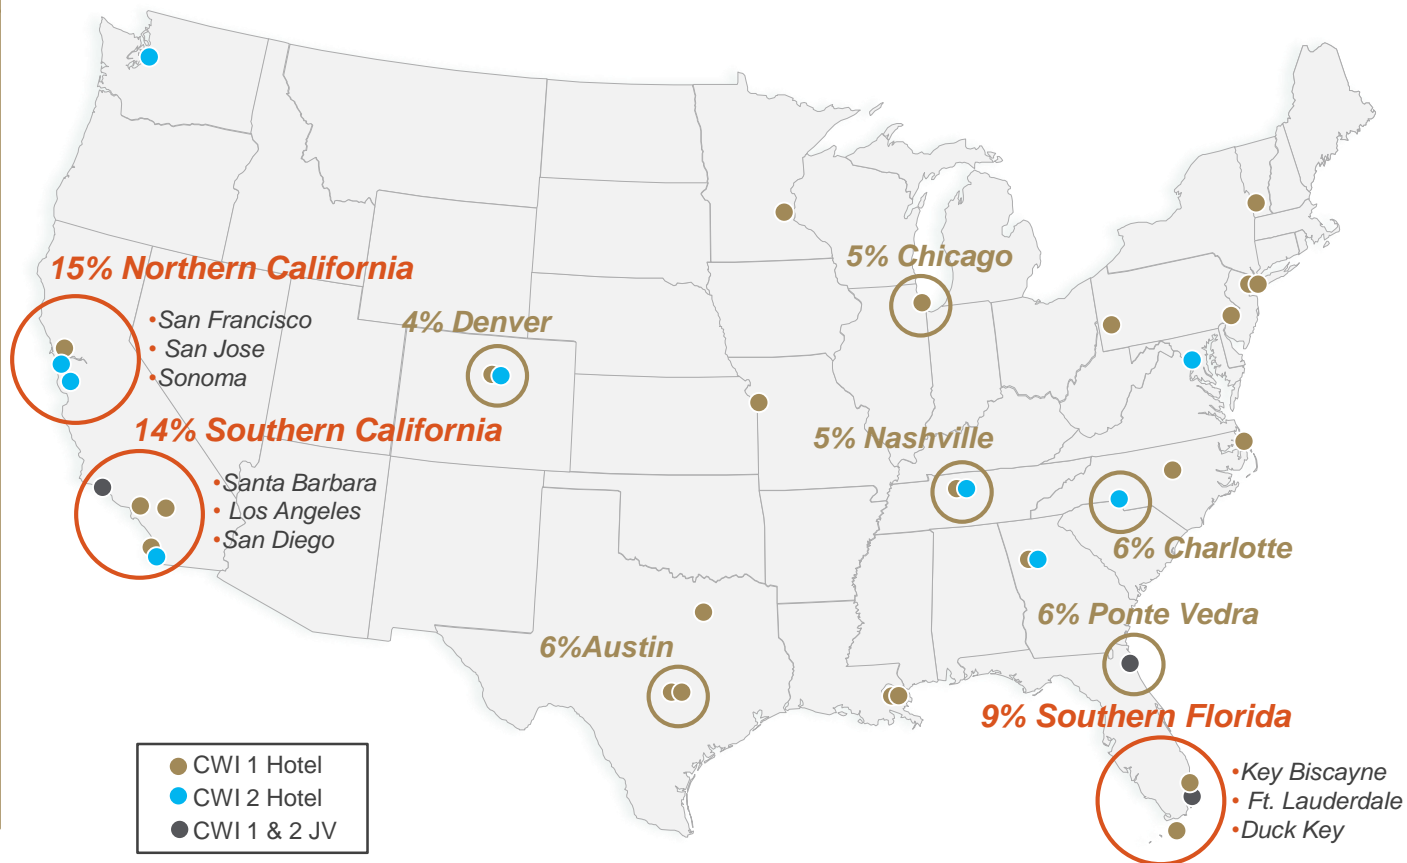 5% Chicago
15% Northern California
•San Francisco
• San Jose
•Sonoma
4% Denver
14% Southern California
•Santa Barbara
• Los Angeles
•San Diego
5% Nashville
6% Charlotte
6% Ponte Vedra
6%Austin
9% Southern Florida
•Key Biscayne
• Ft. Lauderdale
•Duck Key
CWI 1 Hotel
CWI 2 Hotel
CWI 1 & 2 JV